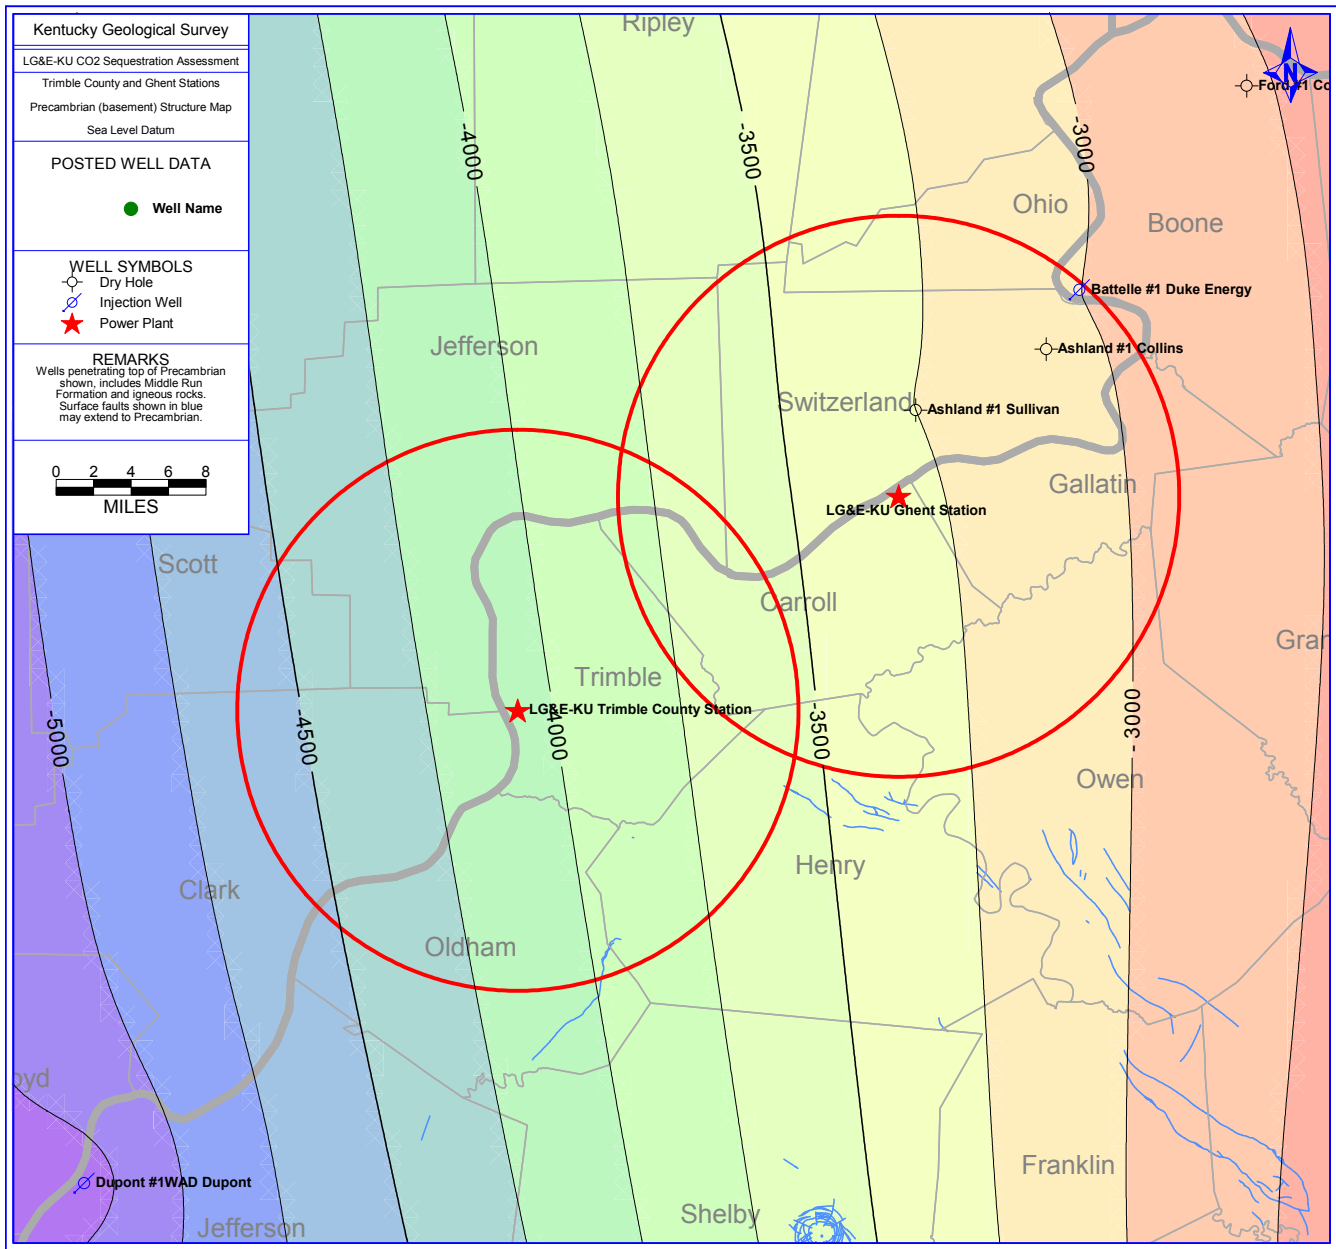 Kentucky Geological Survey
LG&E-KU CO2 Sequestration Assessment
Trimble County and Ghent Stations
Precambrian (basement) Structure Map
Sea Level Datum
POSTED WELL DATA
Well Name
WELL SYMBOLS
Dry Hole
Injection Well
Power Plant
REMARKS
Wells penetrating top of Precambrian
shown, includes Middle Run
Formation and igneous rocks.
Surface faults shown in blue
may extend to Precambrian.
0 2 4 6 8
MILES
Ripley
N
Ford #1 Co
-4000
-3500
-3000
Ohio
Boone
Battelle #1 Duke Energy
Jefferson
Ashland #1 Collins
Switzerland
Ashland #1 Sullivan
Gallatin
LG&E-KU Ghent Station
Scott
Carroll
Gran
Trimble
LG&E-KU Trimble County Station
-5000
-4500
-4000
-3500
-3000
Owen
Henry
Clark
Oldham
oyd
Franklin
Dupont #1WAD Dupont
Shelby
Jefferson